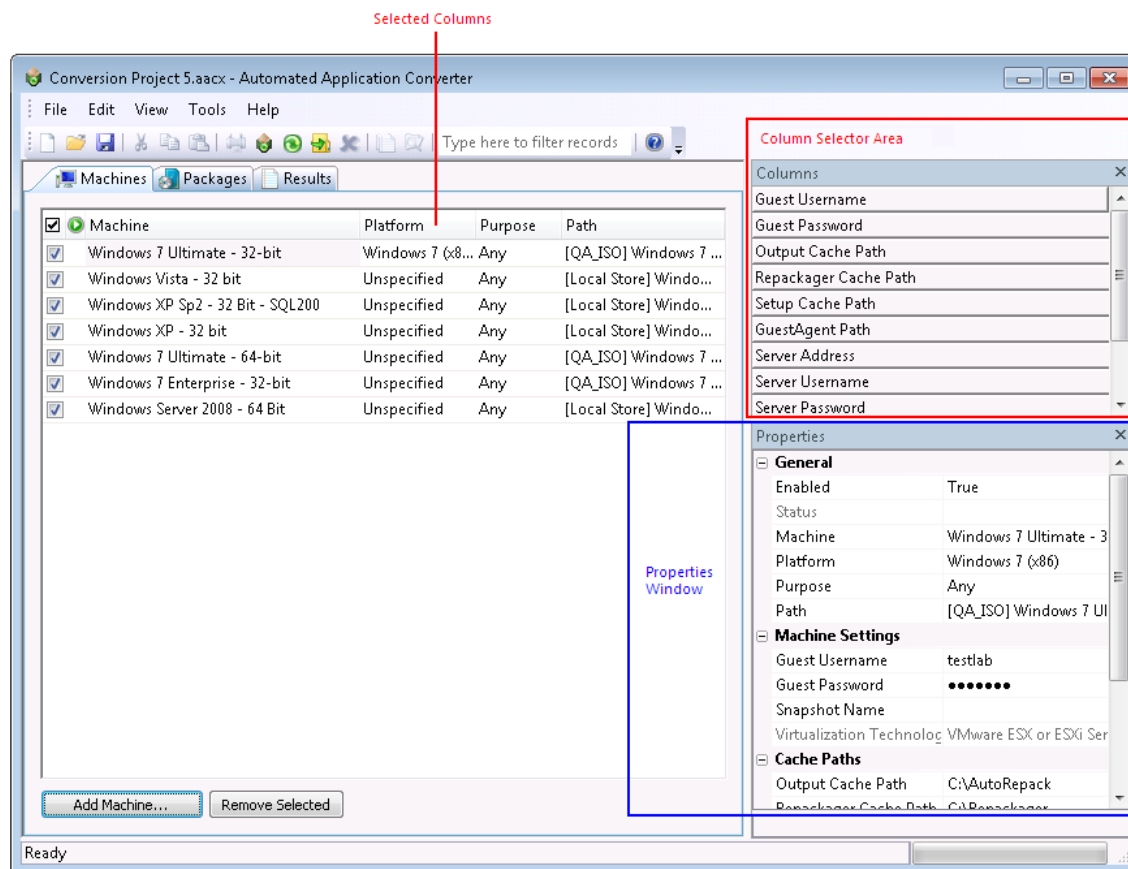 Selected Columns
Conversion Project 5.aacx - Automated Application Converter
File Edit View Tools Help
Type here to filter records
Column Selector Area
Machines Packages Results
Machine Platform Purpose Path
Windows 7 Ultimate - 32-bit Windows 7 (x8... Any [QA_ISO] Windows 7 ...
Windows Vista - 32 bit Unspecified Any [Local Store] Windo...
Windows XP Sp2 - 32 Bit - SQL200 Unspecified Any [Local Store] Windo...
Windows XP - 32 bit Unspecified Any [Local Store] Windo...
Windows 7 Ultimate - 64-bit Unspecified Any [QA_ISO] Windows 7 ...
Windows 7 Enterprise - 32-bit Unspecified Any [QA_ISO] Windows 7 ...
Windows Server 2008 - 64 Bit Unspecified Any [Local Store] Windo...
Columns
Guest Username
Guest Password
Output Cache Path
Repackager Cache Path
Setup Cache Path
GuestAgent Path
Server Address
Server Username
Server Password
Properties Window
Properties
General
Enabled True
Status
Machine Windows 7 Ultimate - 3
Platform Windows 7 (x86)
Purpose Any
Path [QA_ISO] Windows 7 Ul
Machine Settings
Guest Username testlab
Guest Password ●●●●●●●
Snapshot Name
Virtualization Technolog VMware ESX or ESXi Ser
Cache Paths
Output Cache Path C:\AutoRepack
Repackager Cache Path C:\Repackager
Add Machine... Remove Selected
Ready